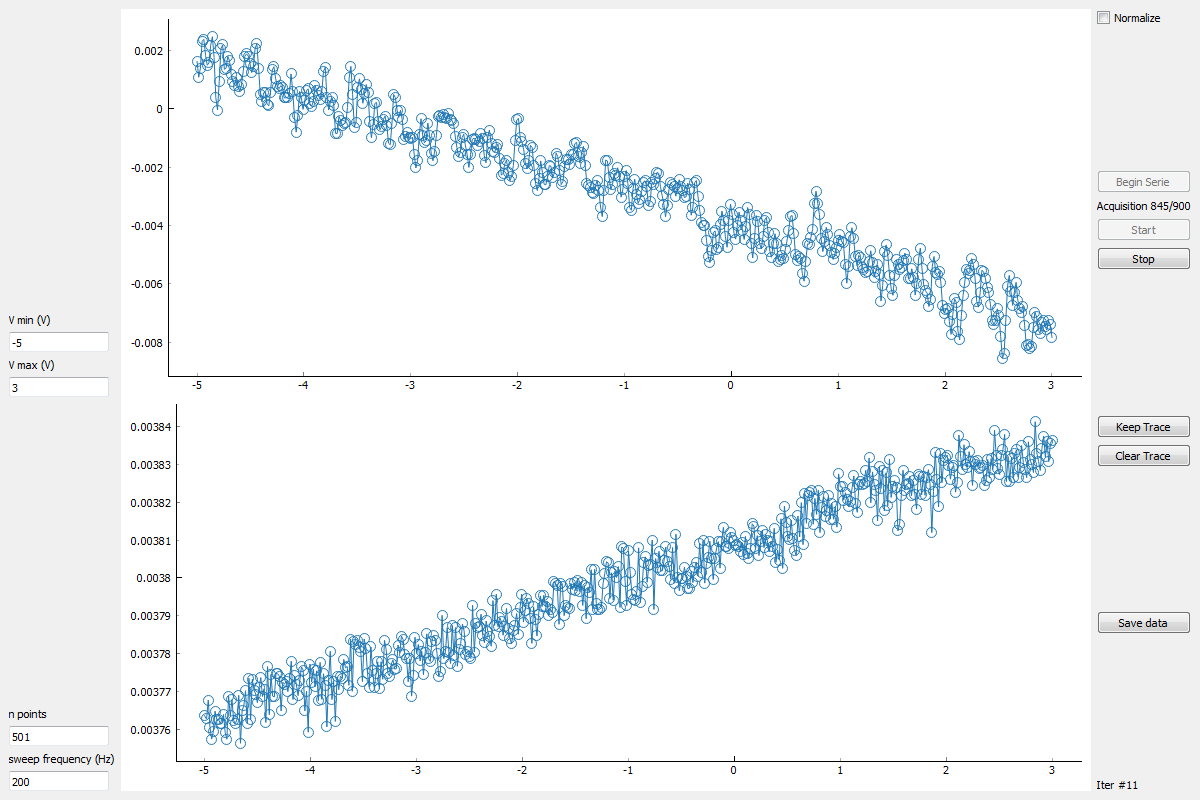 Normalize
0.002
0
-0.002
-0.004
-0.006
-0.008
-5 -4 -3 -2 -1 0 1 2 3
Begin Serie
Acquisition 845/900
Start
Stop
V min (V)
-5
V max (V)
3
0.00384
0.00383
0.00382
0.00381
0.0038
0.00379
0.00378
0.00377
0.00376
-5 -4 -3 -2 -1 0 1 2 3
Keep Trace
Clear Trace
Save data
n points
501
sweep frequency (Hz)
200
Iter #11